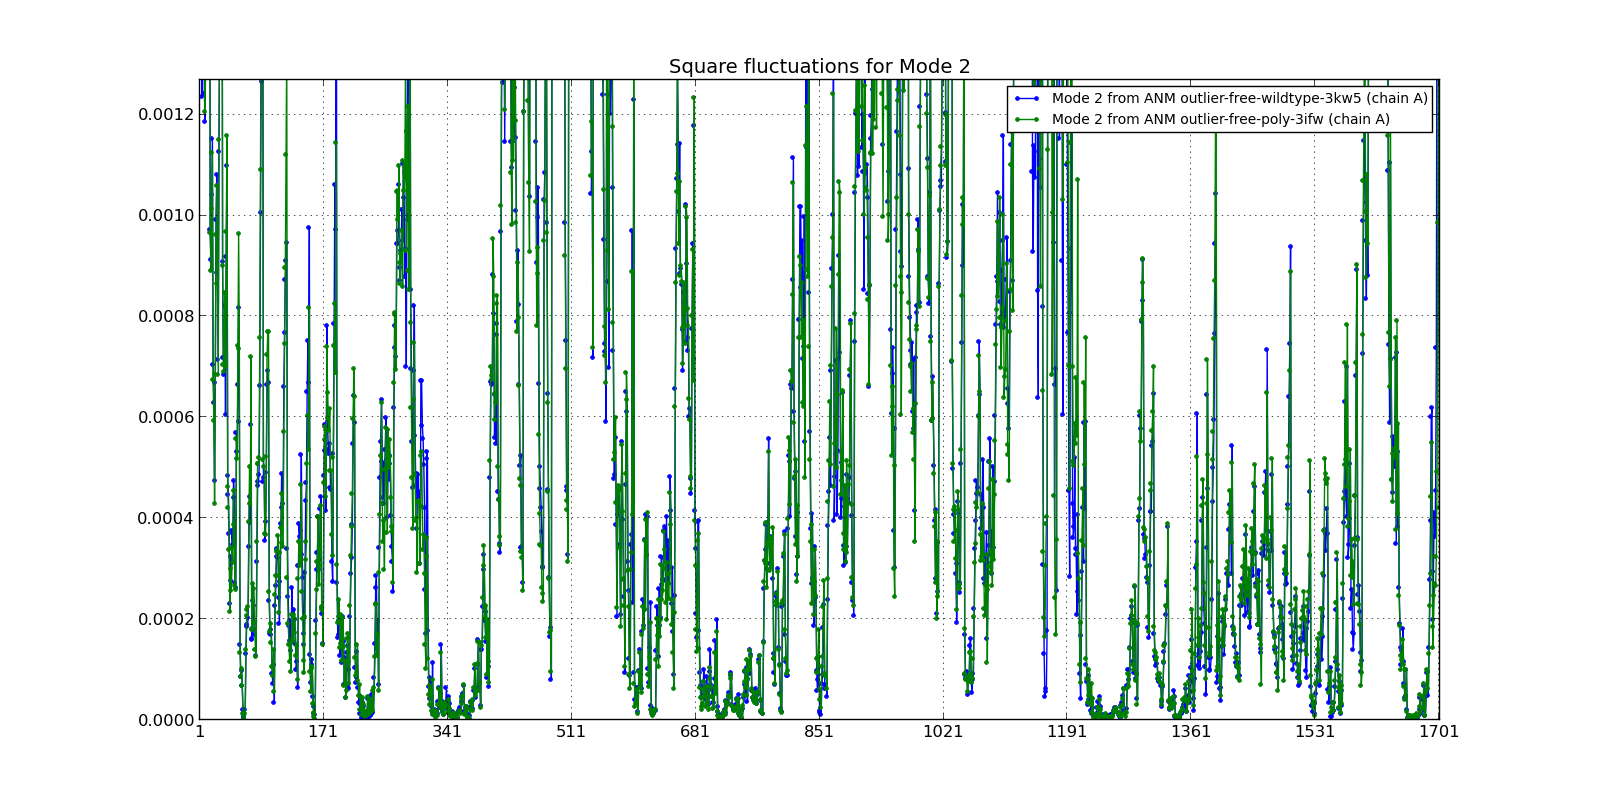 Square fluctuations for Mode 2
Mode 2 from ANM outlier-free-wildtype-3kw5 (chain A)
Mode 2 from ANM outlier-free-poly-3ifw (chain A)
0.0012
0.0010
0.0008
0.0006
0.0004
0.0002
0.0000
1 171 341 511 681 851 1021 1191 1361 1531 1701